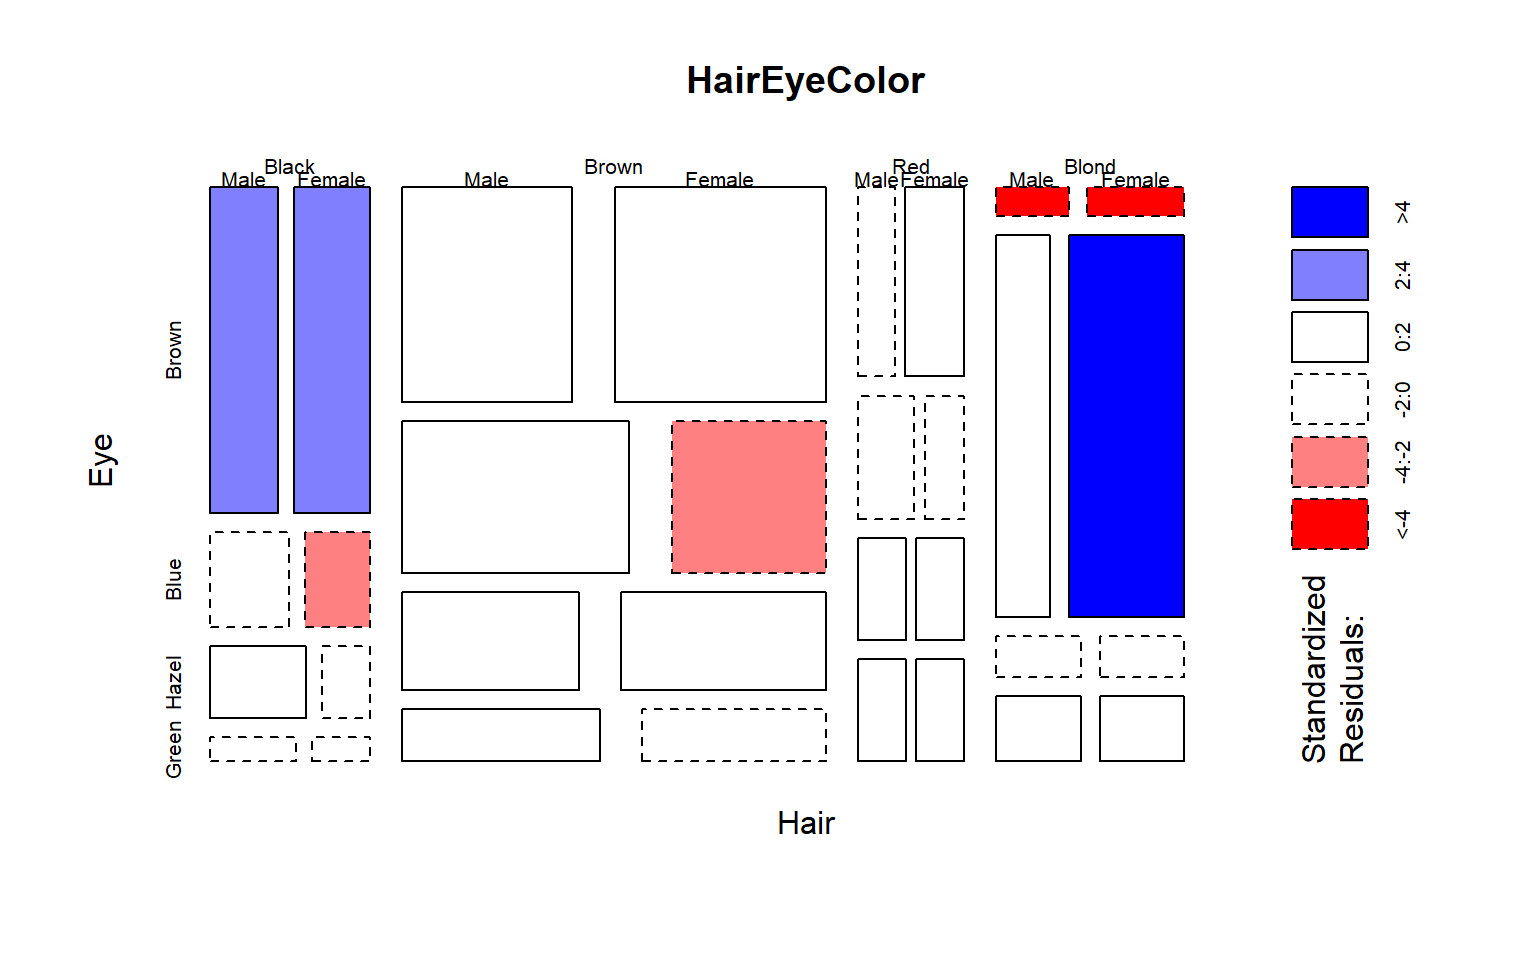 HairEyeColor
Black
Brown
Red
Blond
Male
Female
Male
Female
Male
Female
Male
Female
Eye
Brown
Blue
Hazel
Green
Hair
>4
2:4
0:2
-2:0
-4:-2
<-4
Standardized
Residuals: